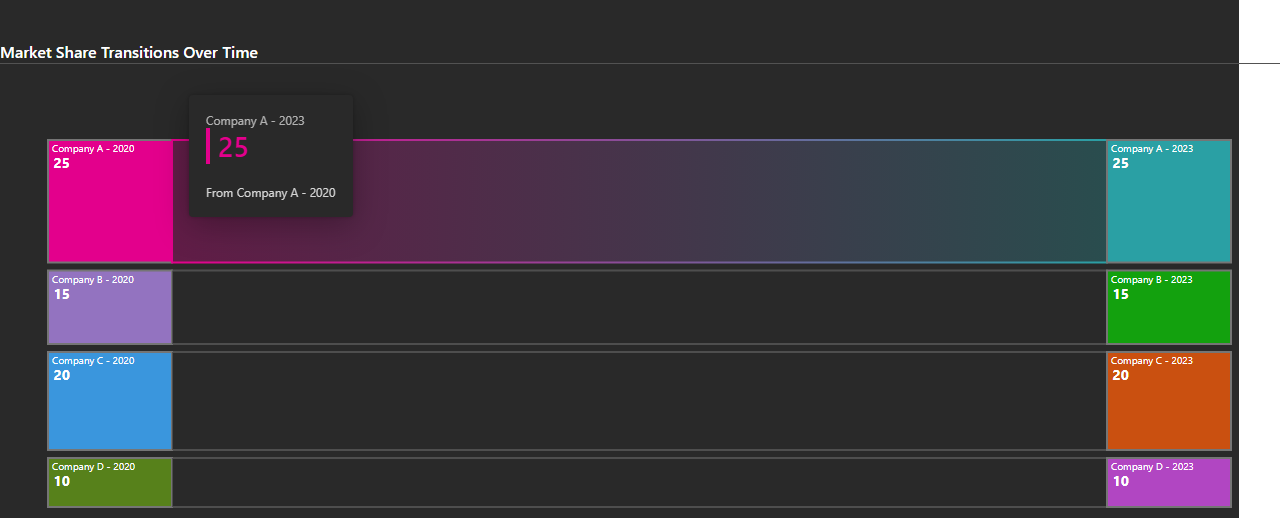 Market Share Transitions Over Time
Company A - 2023
25
From Company A - 2020
Company A - 2020
25
Company A - 2023
25
Company B - 2020
15
Company B - 2023
15
Company C - 2020
20
Company C - 2023
20
Company D - 2020
10
Company D - 2023
10